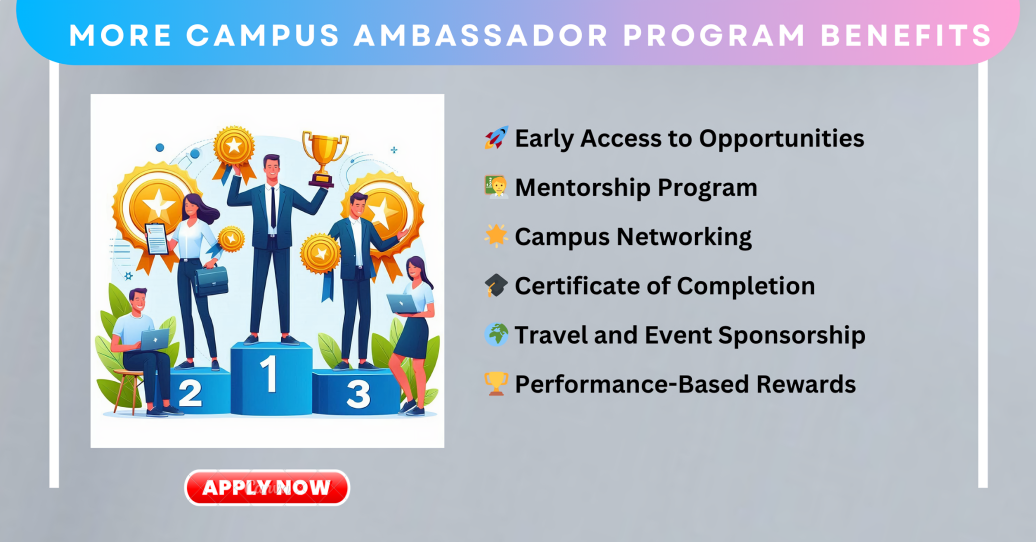 MORE CAMPUS AMBASSADOR PROGRAM BENEFITS
🚀 Early Access to Opportunities
🧑‍🏫 Mentorship Program
🌟 Campus Networking
🎓 Certificate of Completion
🌍 Travel and Event Sponsorship
🏆 Performance-Based Rewards
1
2
3
APPLY NOW